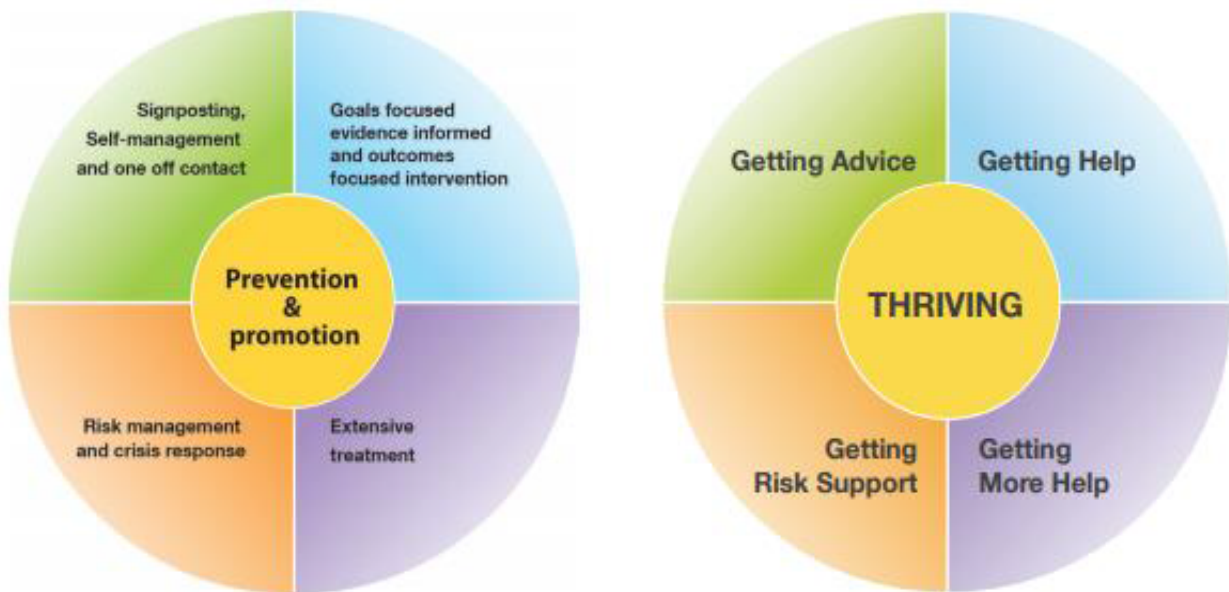 Signposting,
Self-management
and one off contact
Goals focused
evidence informed
and outcomes
focused intervention
Prevention
&
promotion
Risk management
and crisis response
Extensive
treatment
Getting Advice
Getting Help
THRIVING
Getting
Risk Support
Getting
More Help